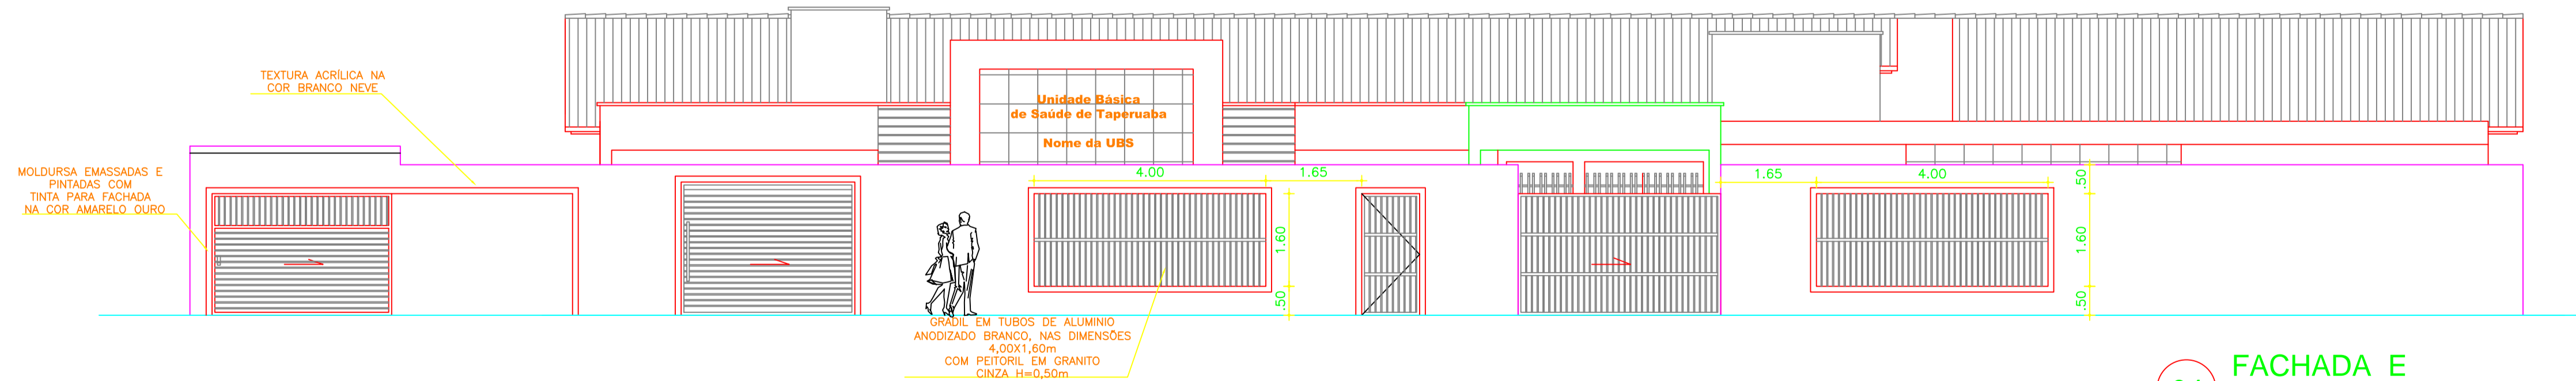 TEXTURA ACRÍLICA NA
COR BRANCO NEVE
MOLDURSA EMASSADAS E
PINTADAS COM
TINTA PARA FACHADA
NA COR AMARELO OURO
Unidade Básica
de Saúde de Taperuaba
Nome da UBS
4.00
1.65
1.60
.50
1.65
4.00
.50
1.60
.50
GRADIL EM TUBOS DE ALUMINIO
ANODIZADO BRANCO, NAS DIMENSÕES
4,00X1,60m
COM PEITORIL EM GRANITO
CINZA H=0,50m
FACHADA E